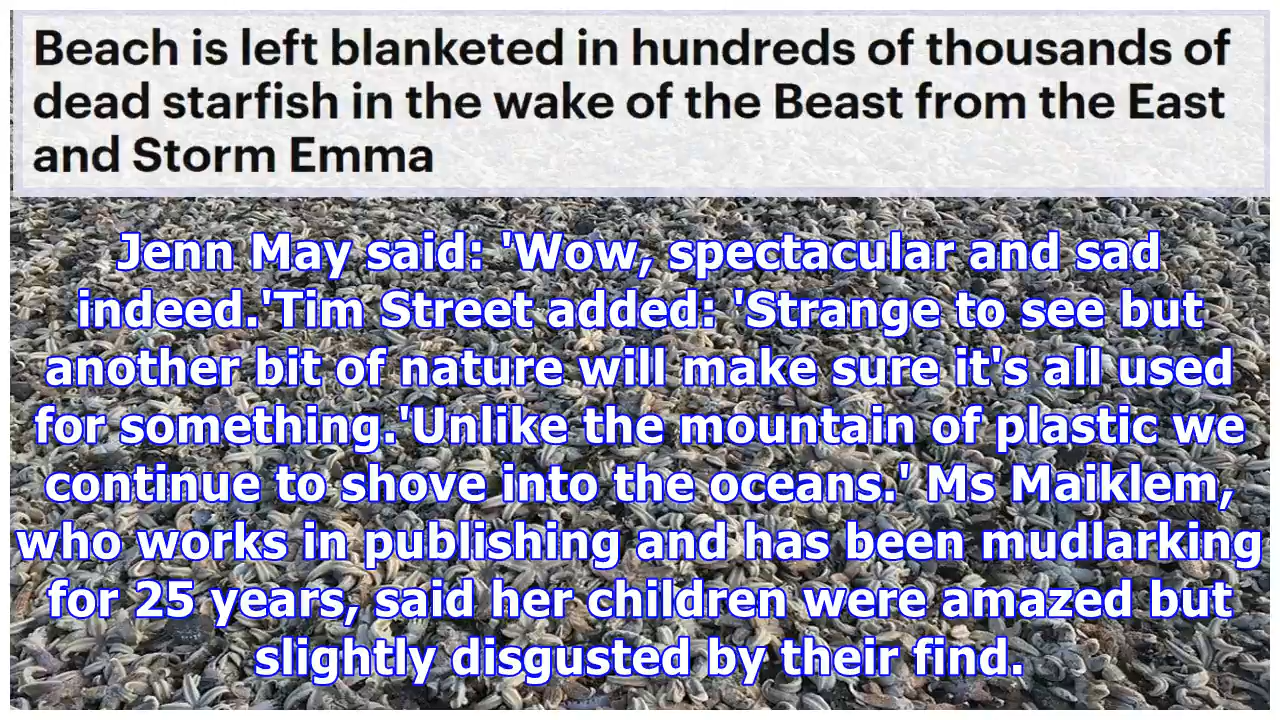 Beach is left blanketed in hundreds of thousands of
dead starfish in the wake of the Beast from the East
and Storm Emma
Jenn May said: 'Wow, spectacular and sad
indeed.'Tim Street added: 'Strange to see but
another bit of nature will make sure it's all used
for something.'Unlike the mountain of plastic we
continue to shove into the oceans.' Ms Maiklem,
who works in publishing and has been mudlarking
for 25 years, said her children were amazed but
slightly disgusted by their find.